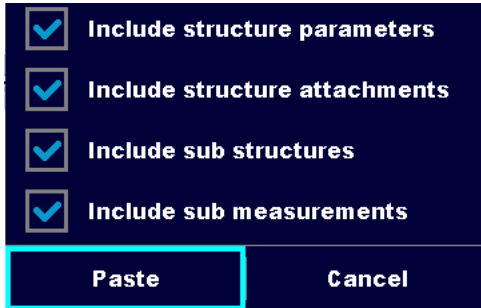 Include structure parameters
Include structure attachments
Include sub structures
Include sub measurements
Paste Cancel